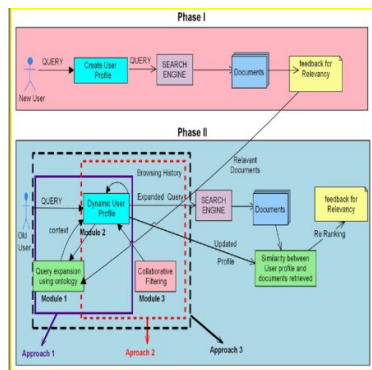 Phase I
QUERY
Create User
Profile
QUERY
SEARCH
ENGINE
Documents
feedback for
Relevancy
New User
Phase II
Relavant
Documents
Browsing History
QUERY
Dynamic User
Profile
Expanded Query
SEARCH
ENGINE
Documents
feedback for
Relevancy
Old
User
context
Module 2
Updated
Profile
Re Ranking
Query expansion
using ontology
Module 1
Collaborative
Filtering
Module 3
Similarity between
User profile and
documents retrieved
Approach 1
Aproach 2
Approach 3